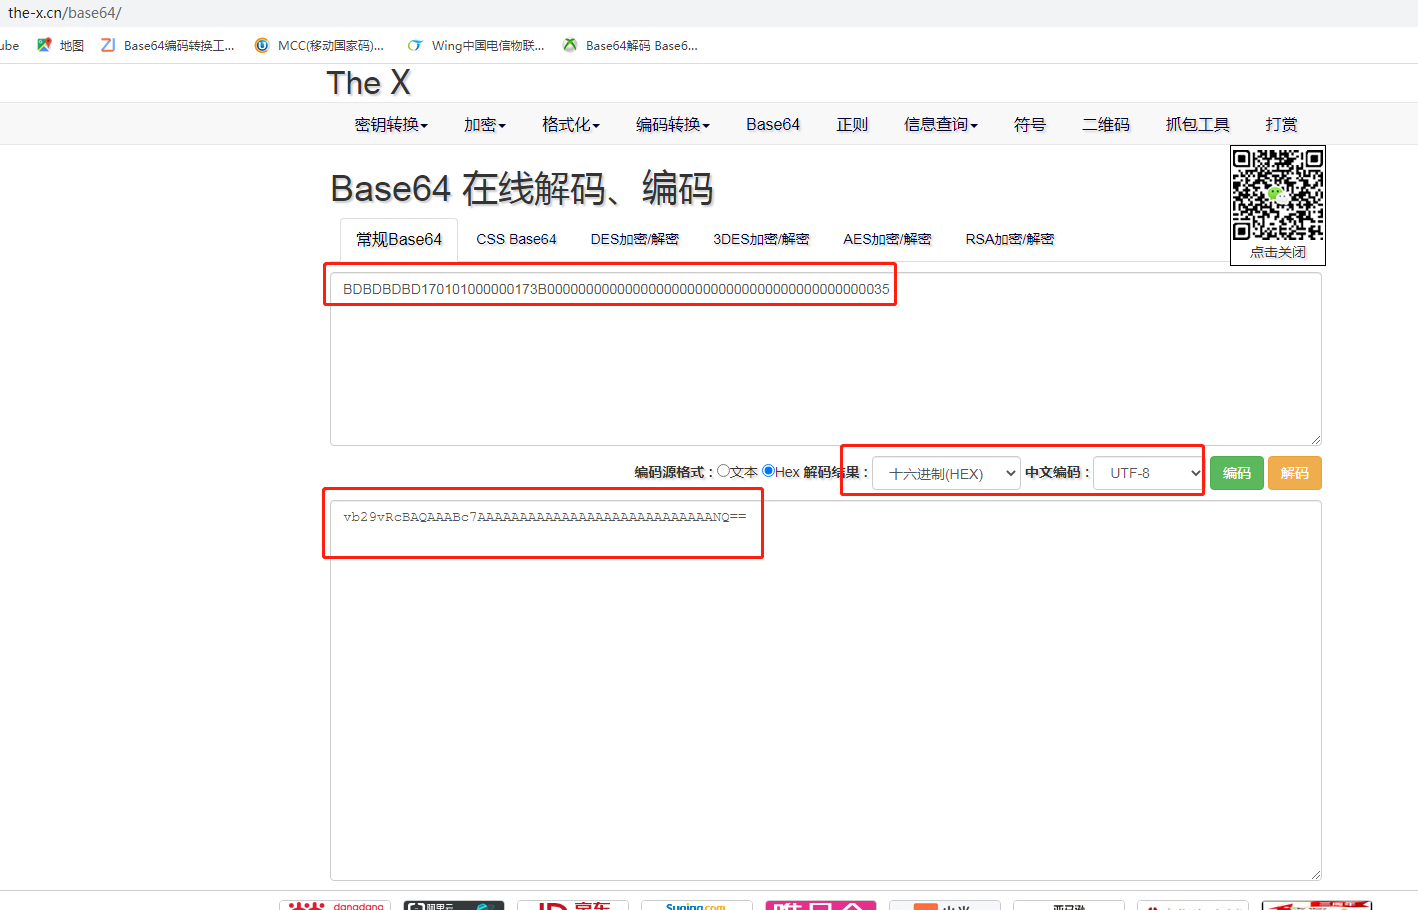 the-x.cn/base64/
ube 地图 Base64编码转换工... MCC(移动国家码)... Wing中国电信物联... Base64解码 Base6...
The X
密钥转换 加密 格式化 编码转换 Base64 正则 信息查询 符号 二维码 抓包工具 打赏
Base64 在线解码、编码
点击关闭
常规Base64 CSS Base64 DES加密/解密 3DES加密/解密 AES加密/解密 RSA加密/解密
编码源格式 : 文本 Hex 解码结果 : 十六进制(HEX) 中文编码 : UTF-8 编码 解码
dangdang 阿里云 JD 京东 Suning.com